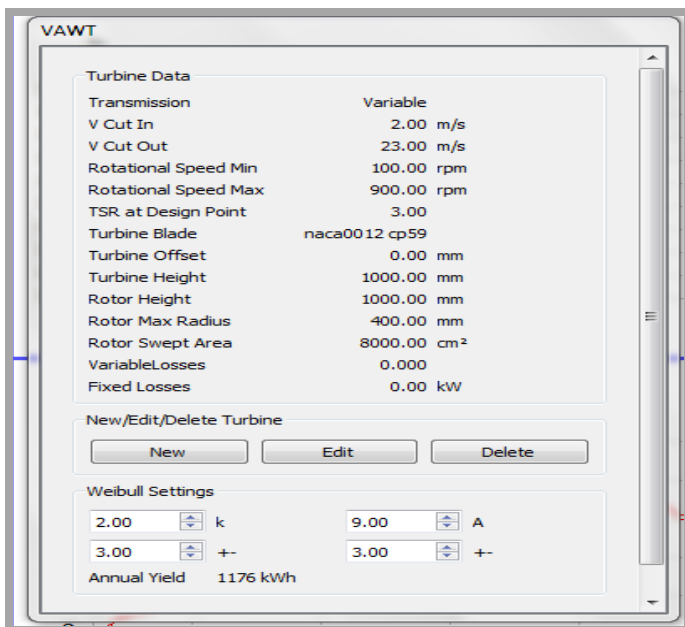 VAWT
Turbine Data
Transmission Variable
V Cut In 2.00 m/s
V Cut Out 23.00 m/s
Rotational Speed Min 100.00 rpm
Rotational Speed Max 900.00 rpm
TSR at Design Point 3.00
Turbine Blade naca0012 cp59
Turbine Offset 0.00 mm
Turbine Height 1000.00 mm
Rotor Height 1000.00 mm
Rotor Max Radius 400.00 mm
Rotor Swept Area 8000.00 cm²
VariableLosses 0.000
Fixed Losses 0.00 kW
New/Edit/Delete Turbine
New Edit Delete
Weibull Settings
2.00 k 9.00 A
3.00 +- 3.00 +-
Annual Yield 1176 kWh